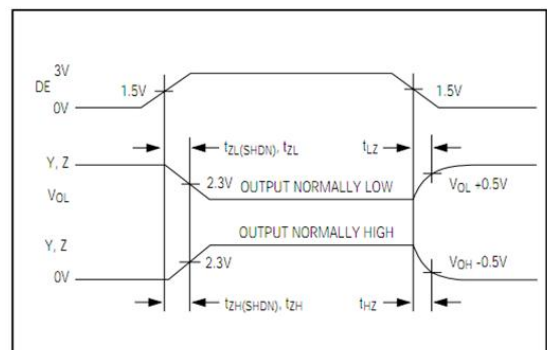 3V
DE
1.5V
1.5V
0V
Y, Z
tZL(SHDN), tZL
tLZ
2.3V
OUTPUT NORMALLY LOW
VOL +0.5V
VOL
OUTPUT NORMALLY HIGH
Y, Z
2.3V
VOH -0.5V
0V
tZH(SHDN), tZH
tHZ